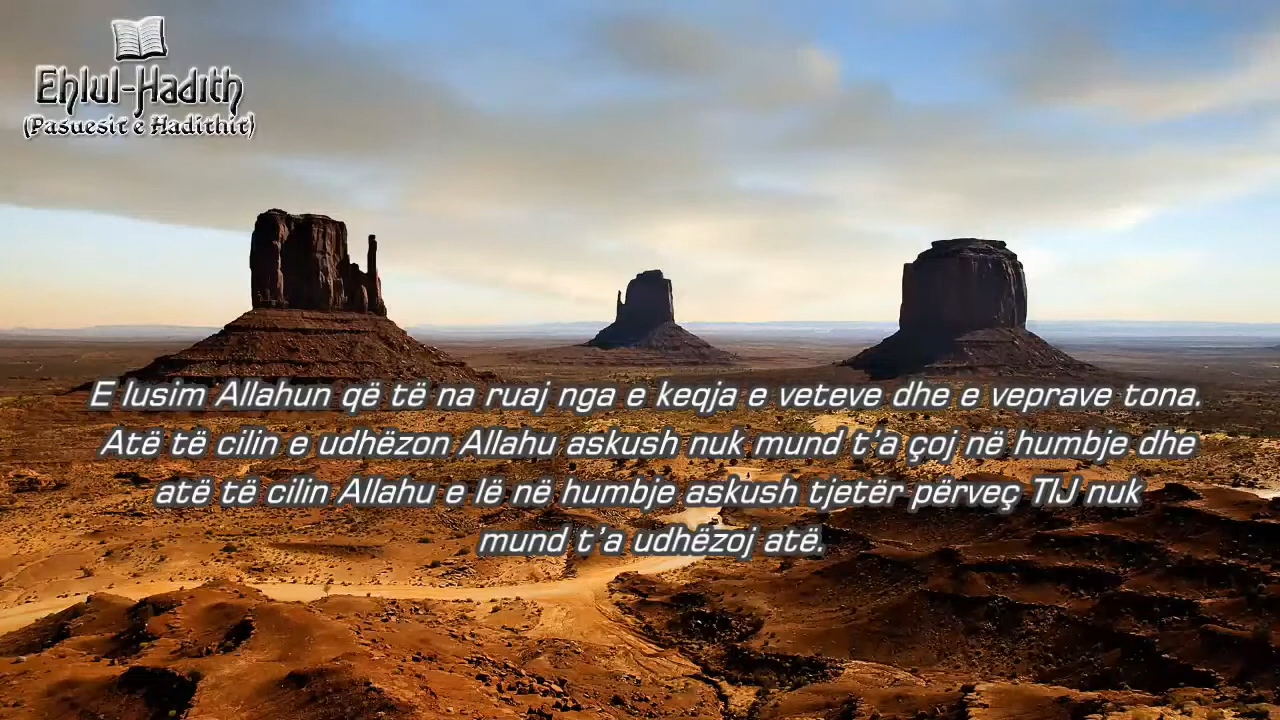 Ehlul-Hadith
(Pasuesit e Hadithit)
E lusim Allahun që të na ruaj nga e keqja e veteve dhe e veprave tona.
Atë të cilin e udhëzon Allahu askush nuk mund t'a çoj në humbje dhe
atë të cilin Allahu e lë në humbje askush tjetër përveç TIJ nuk
mund t'a udhëzoj atë.